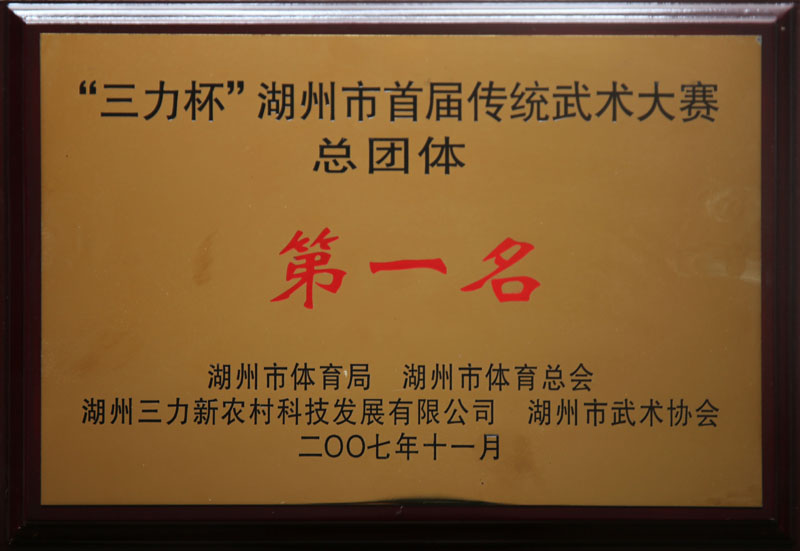 “三力杯”湖州市首届传统武术大赛
总团体
第一名
湖州市体育局 湖州市体育总会
湖州三力新农村科技发展有限公司 湖州市武术协会
二〇〇七年十一月